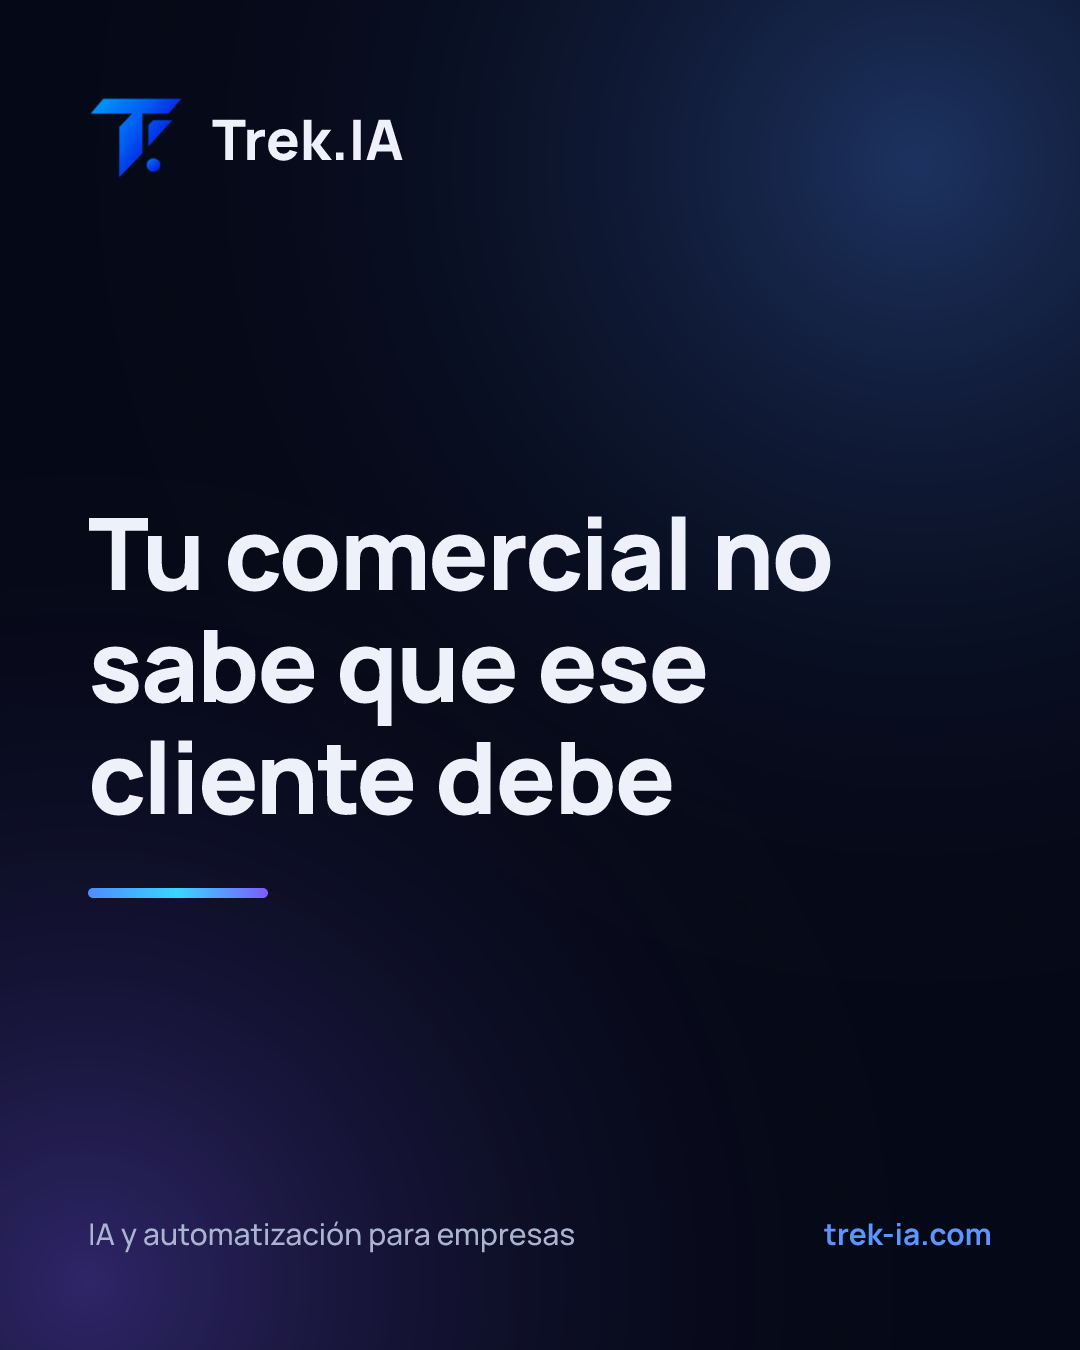 Trek.IA
Tu comercial no
sabe que ese
cliente debe
IA y automatización para empresas
trek-ia.com